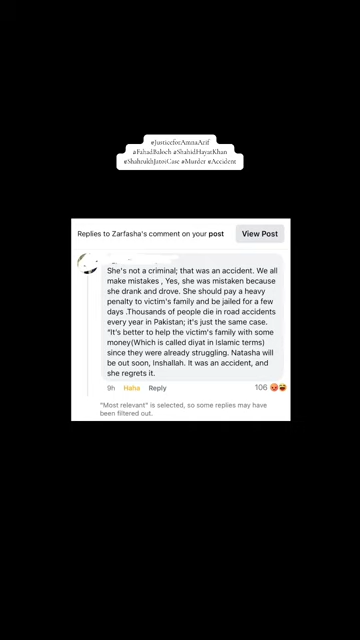 #JusticeforAmnaArif
#FahadBaloch #ShahidHayatKhan
#ShahrukhJatoiCase #Murder #Accident
Replies to Zarfasha's comment on your post
View Post
She's not a criminal; that was an accident. We all
make mistakes , Yes, she was mistaken because
she drank and drove. She should pay a heavy
penalty to victim's family and be jailed for a few
days .Thousands of people die in road accidents
every year in Pakistan; it's just the same case.
"It's better to help the victim's family with some
money(Which is called diyat in Islamic terms)
since they were already struggling. Natasha will
be out soon, Inshallah. It was an accident, and
she regrets it.
9h Haha Reply 106
"Most relevant" is selected, so some replies may have
been filtered out.